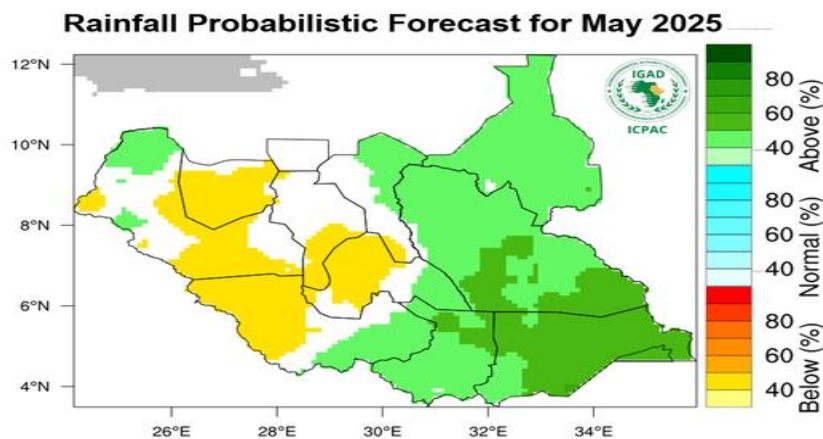 Rainfall Probabilistic Forecast for May 2025
12°N
10°N
8°N
6°N
4°N
26°E
28°E
30°E
32°E
34°E
IGAD
ICPAC
80
60
40
Above (%)
80
60
40
Normal (%)
80
60
40
Below (%)